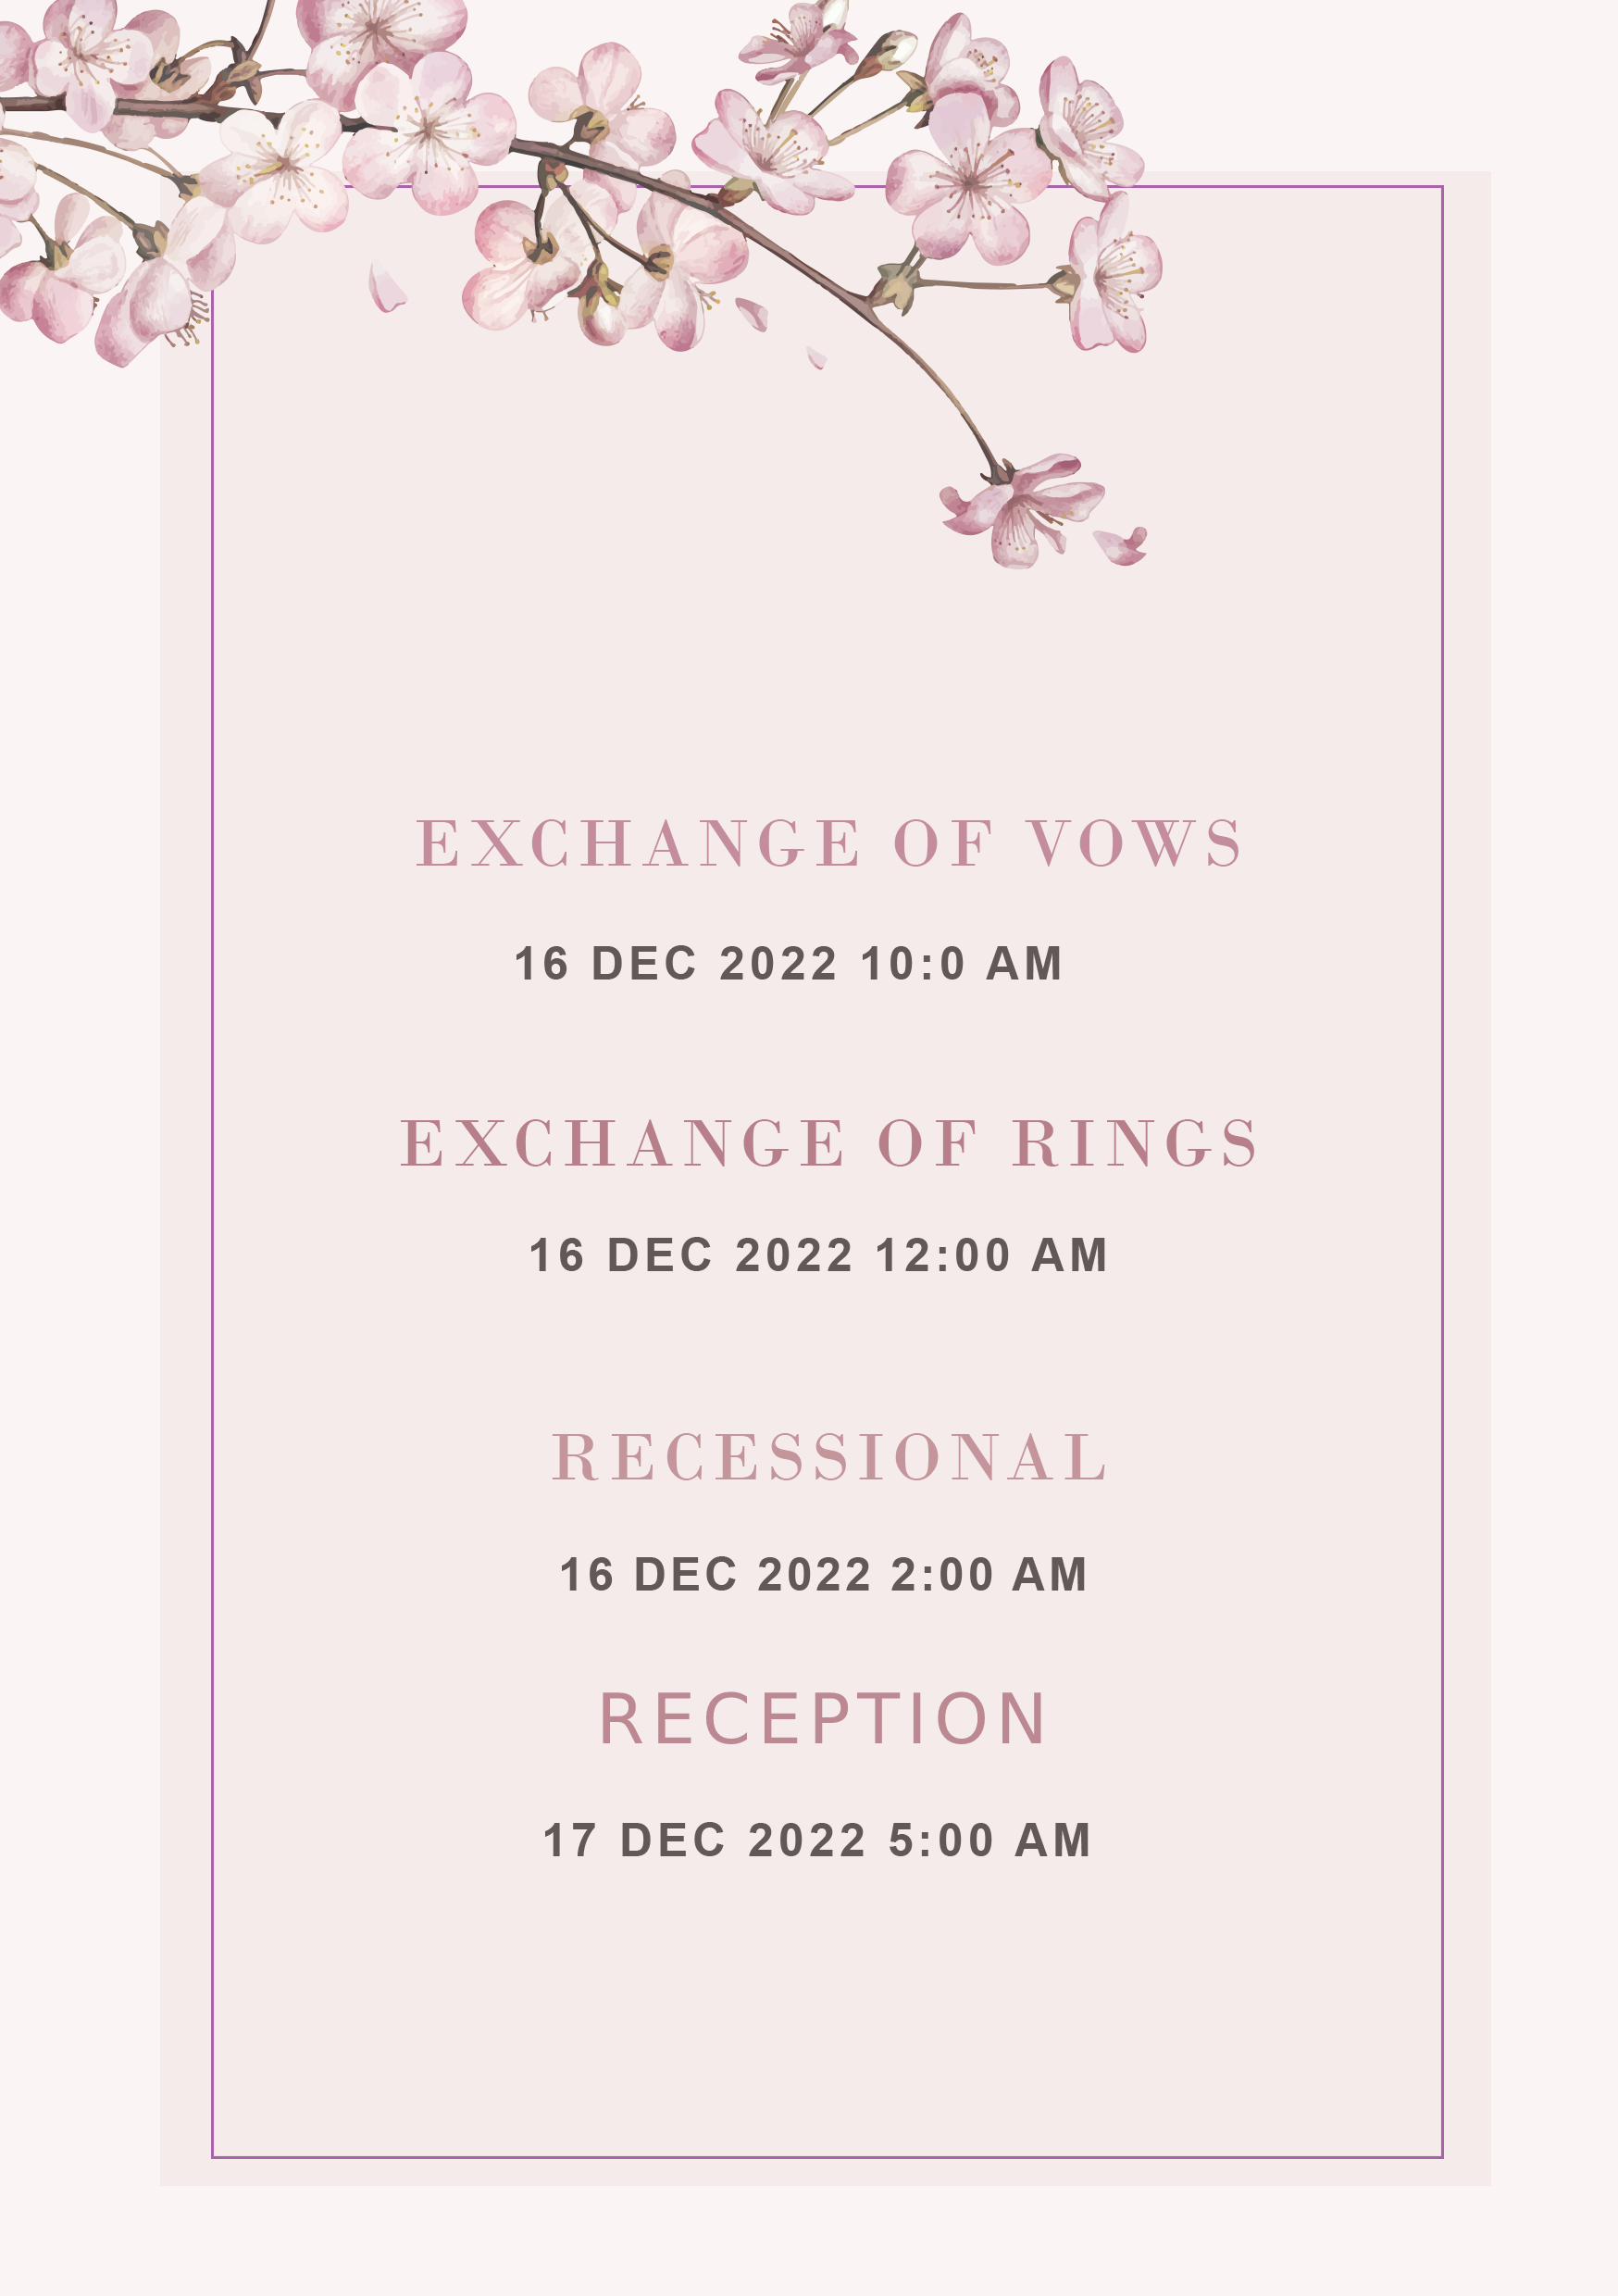 EXCHANGE OF VOWS
16 DEC 2022 10:0 AM
EXCHANGE OF RINGS
16 DEC 2022 12:00 AM
RECESSIONAL
16 DEC 2022 2:00 AM
RECEPTION
17 DEC 2022 5:00 AM